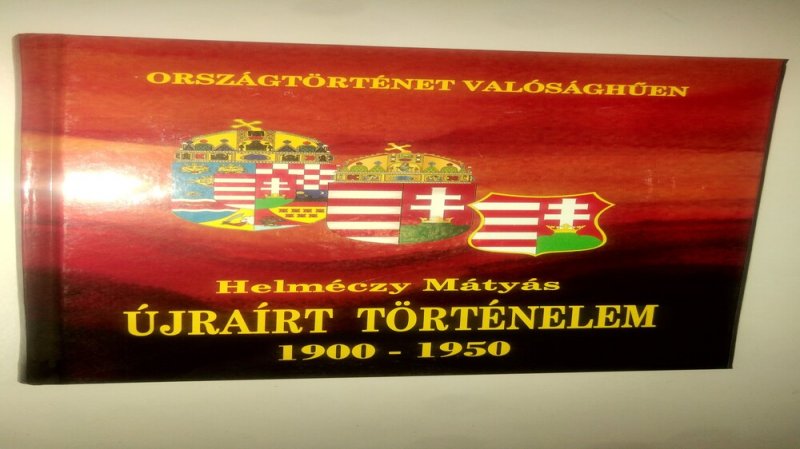 ORSZÁGTÖRTÉNET VALÓSÁGHŰEN
Helméczy Mátyás
ÚJRAÍRT TÖRTÉNELEM
1900 - 1950